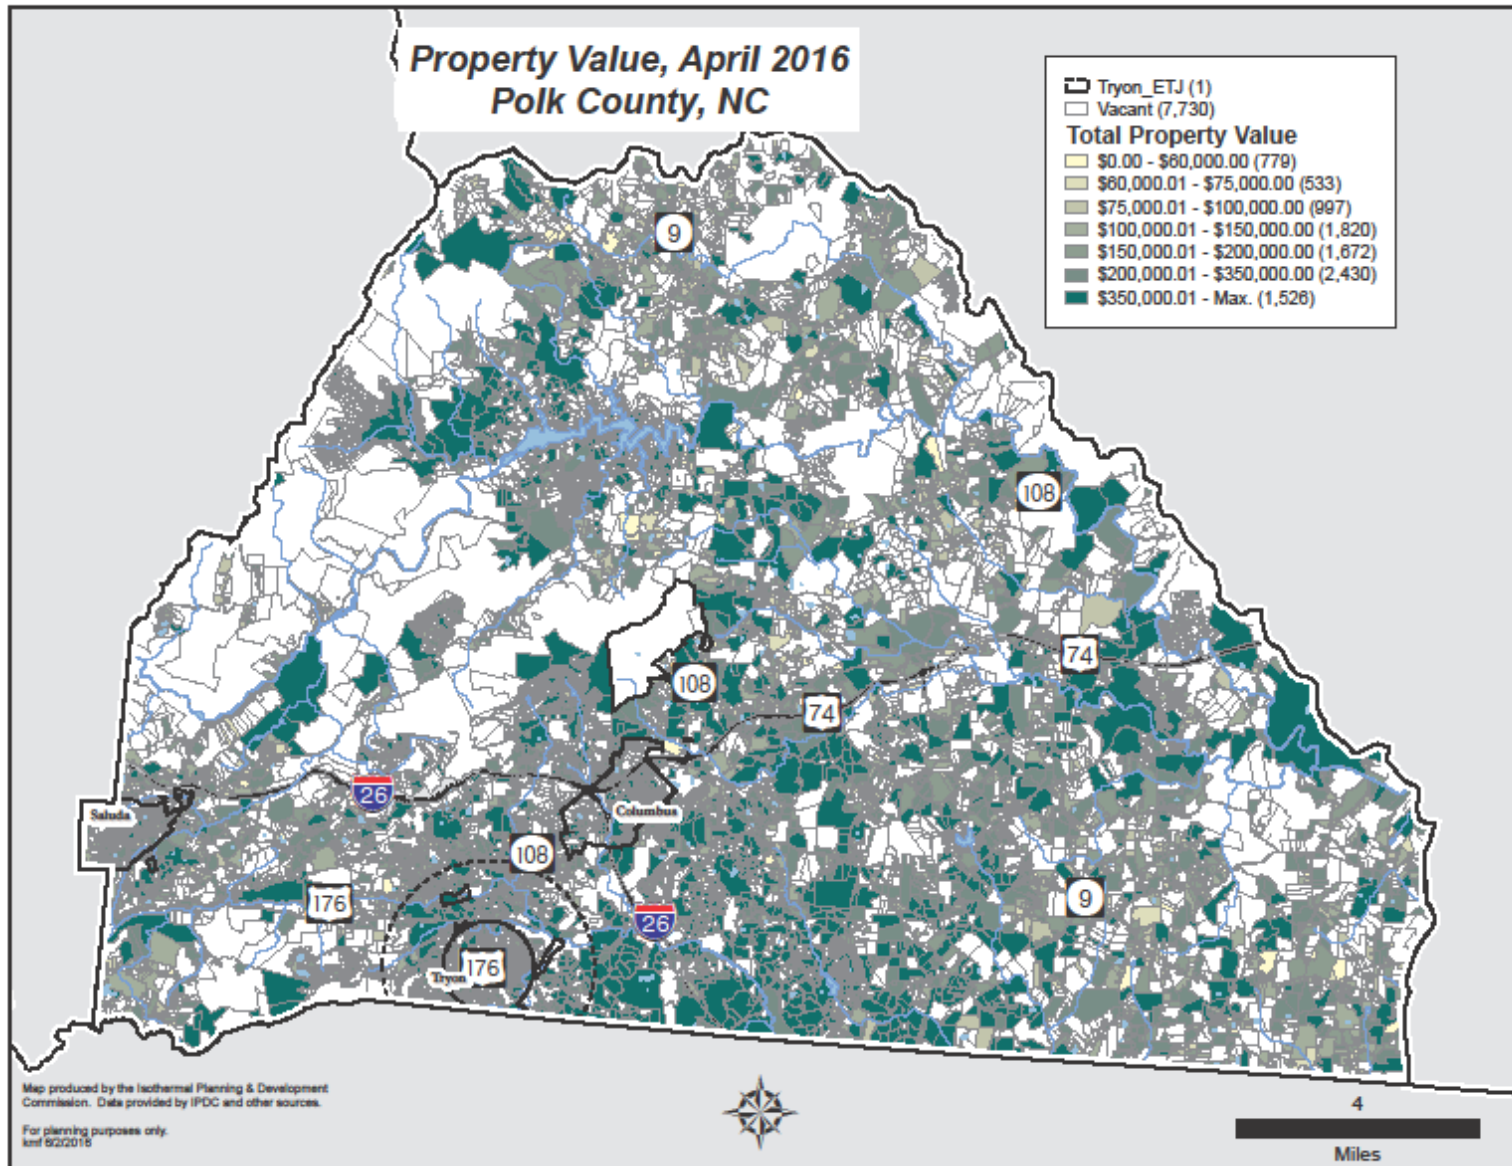 Property Value, April 2016
Polk County, NC
Tryon_ETJ (1)
Vacant (7,730)
Total Property Value
$0.00 - $60,000.00 (779)
$60,000.01 - $75,000.00 (533)
$75,000.01 - $100,000.00 (997)
$100,000.01 - $150,000.00 (1,820)
$150,000.01 - $200,000.00 (1,672)
$200,000.01 - $350,000.00 (2,430)
$350,000.01 - Max. (1,526)
9
108
74
108
74
26
Saluda
Columbus
108
176
9
26
Tryon
176
Map produced by the Isothermal Planning & Development
Commission. Data provided by IPDC and other sources.
For planning purposes only.
kmf 6/2/2016
4
Miles